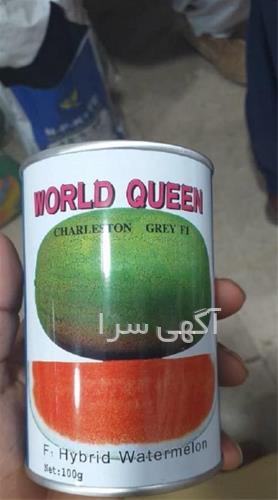 WORLD QUEEN
CHARLESTON GREY F1
آگهی سرا
F1 Hybrid Watermelon
Net:100g